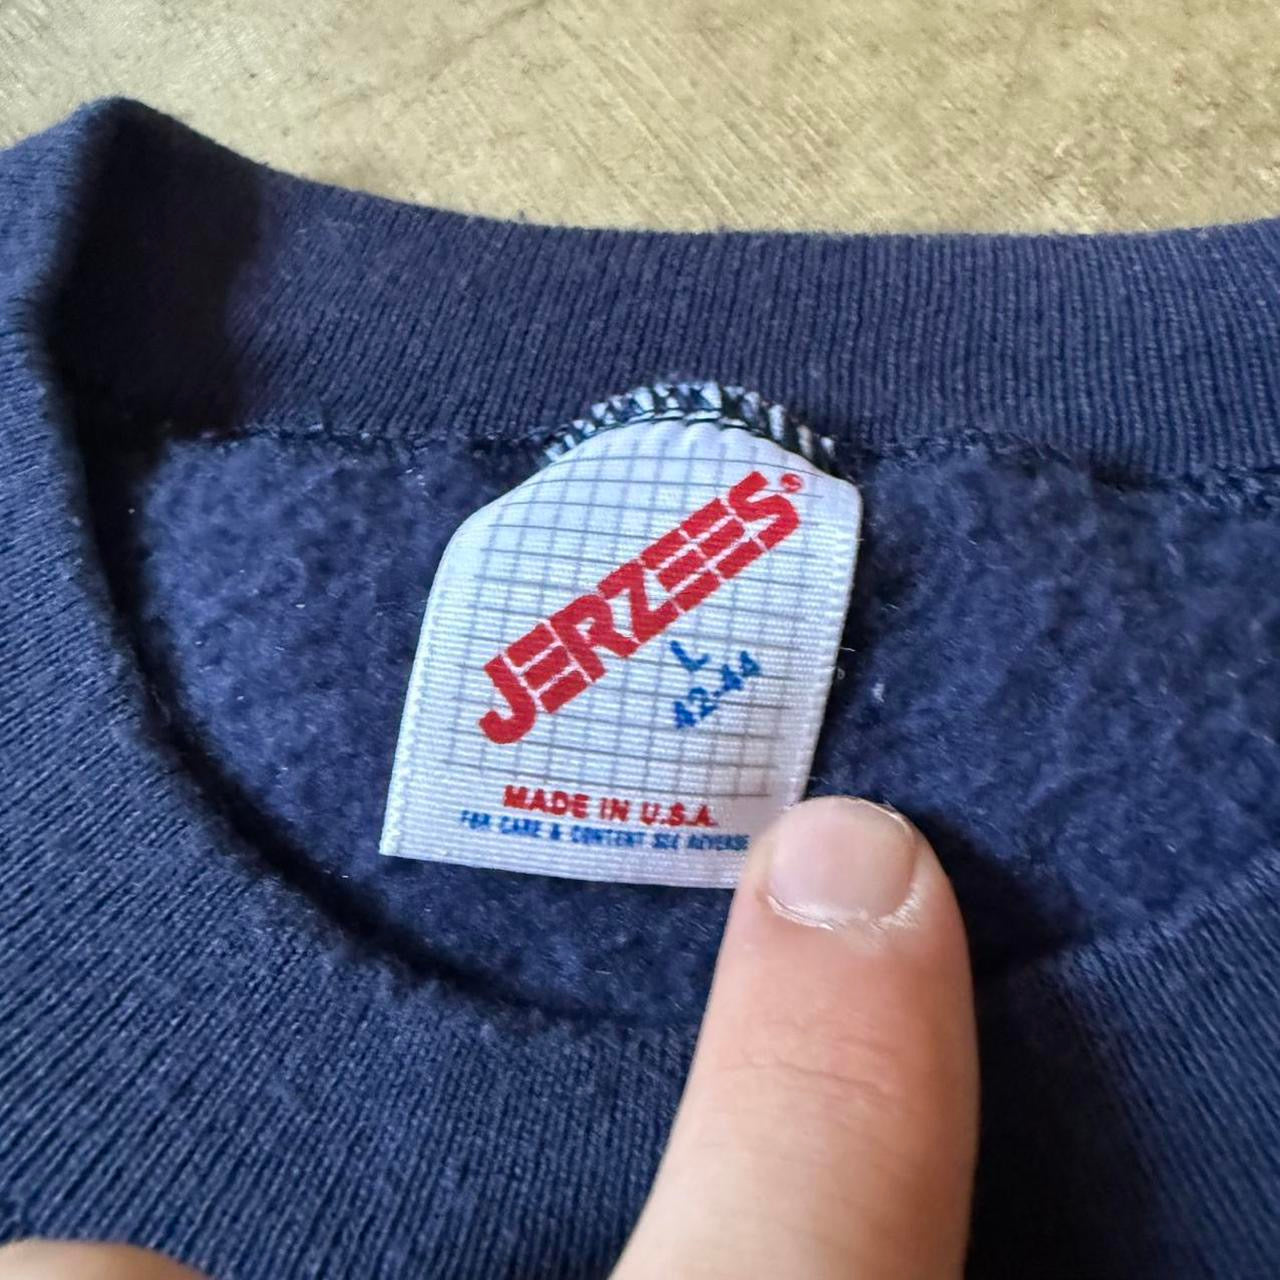 JERZEES®
L
42-44
MADE IN U.S.A.
FOR CARE & CONTENT SEE REVERSE